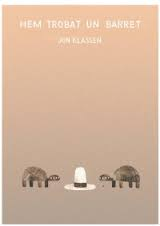 HEM TROBAT UN BARRET
JON KLASSEN